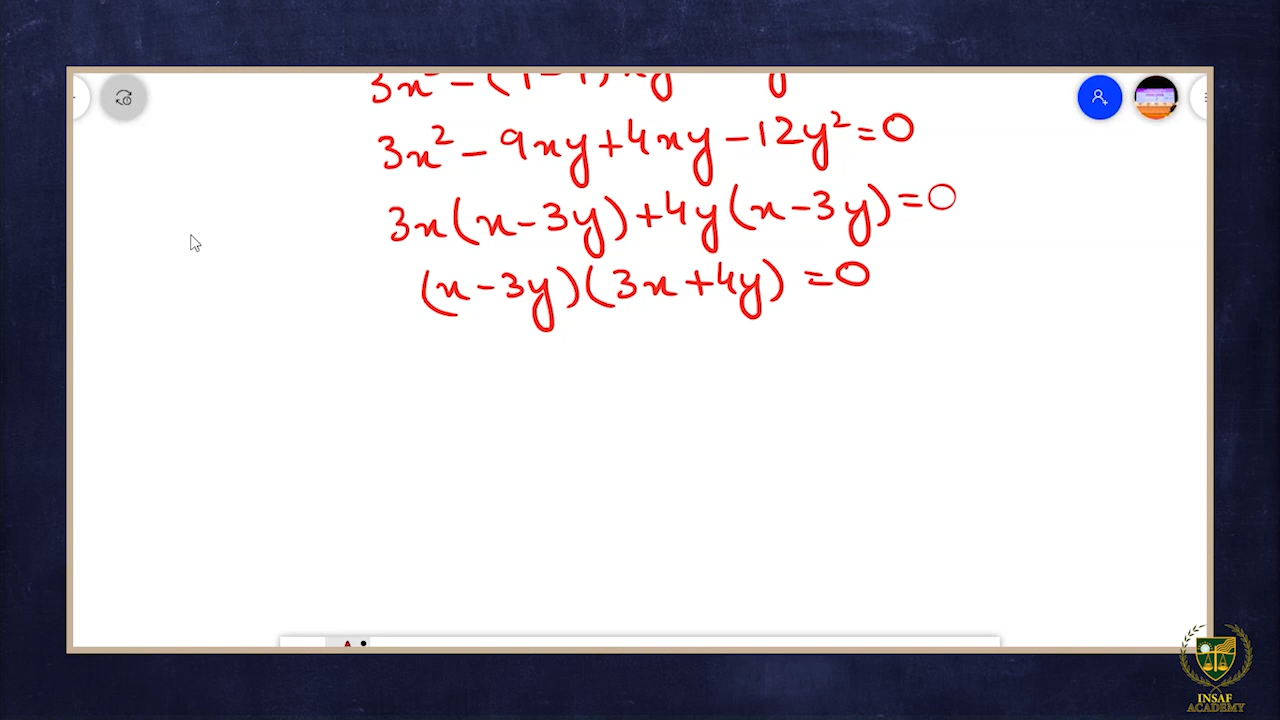 3x² - 9xy + 4xy - 12y² = 0
3x(x - 3y) + 4y(x - 3y) = 0
(x - 3y)(3x + 4y) = 0
INSAF
ACADEMY